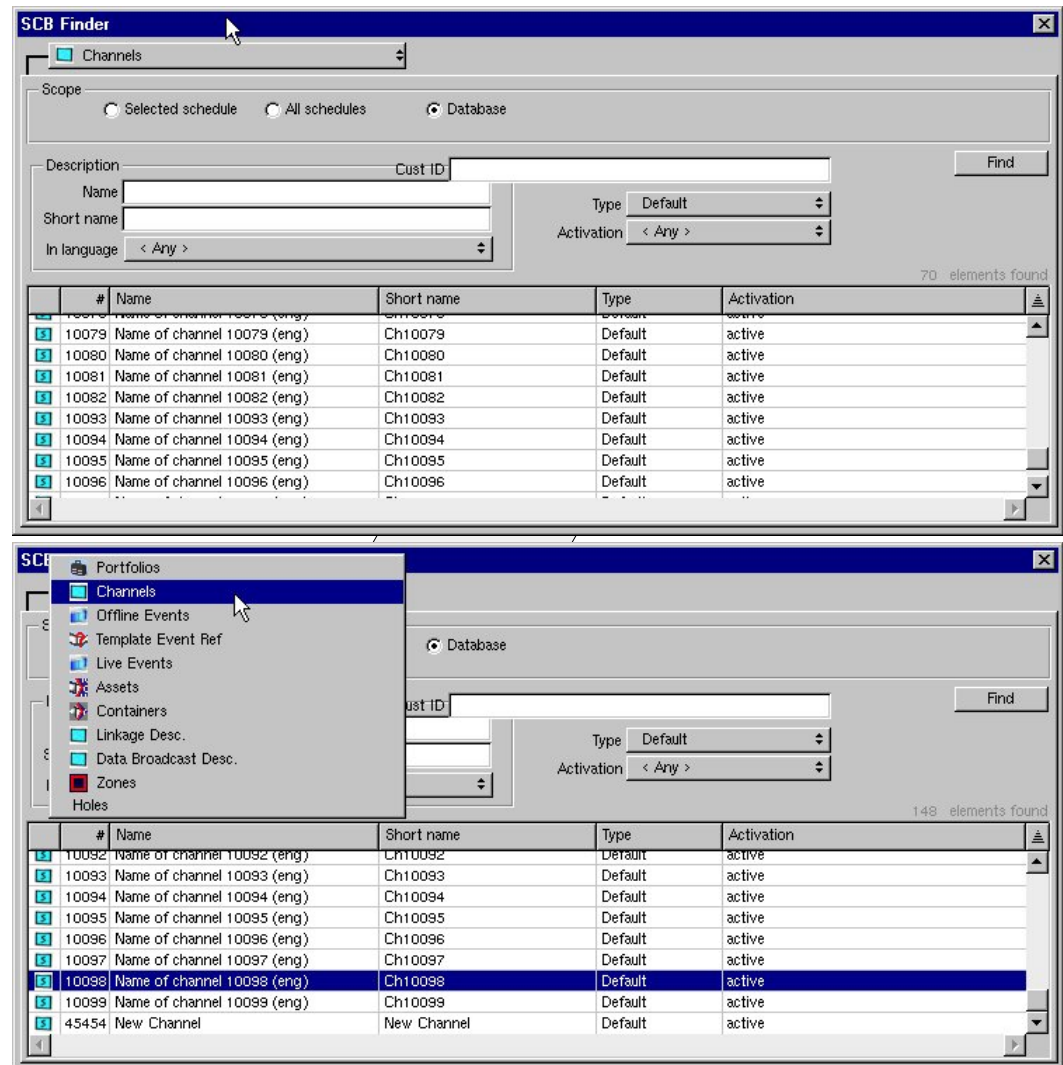 SCB Finder
Channels
Scope
Selected schedule All schedules Database
Description
Cust ID
Find
Name
Type Default
Short name
Activation < Any >
In language < Any >
70 elements found
# Name Short name Type Activation
10079 Name of channel 10079 (eng) Ch10079 Default active
10080 Name of channel 10080 (eng) Ch10080 Default active
10081 Name of channel 10081 (eng) Ch10081 Default active
10082 Name of channel 10082 (eng) Ch10082 Default active
10093 Name of channel 10093 (eng) Ch10093 Default active
10094 Name of channel 10094 (eng) Ch10094 Default active
10095 Name of channel 10095 (eng) Ch10095 Default active
10096 Name of channel 10096 (eng) Ch10096 Default active
Portfolios
Channels
Offline Events
Template Event Ref
Live Events
Assets
Containers
Linkage Desc.
Data Broadcast Desc.
Zones
Holes
Database
ust ID
Find
Type Default
Activation < Any >
148 elements found
# Name Short name Type Activation
10092 Name of channel 10092 (eng) Ch10092 Default active
10093 Name of channel 10093 (eng) Ch10093 Default active
10094 Name of channel 10094 (eng) Ch10094 Default active
10095 Name of channel 10095 (eng) Ch10095 Default active
10096 Name of channel 10096 (eng) Ch10096 Default active
10097 Name of channel 10097 (eng) Ch10097 Default active
10098 Name of channel 10098 (eng) Ch10098 Default active
10099 Name of channel 10099 (eng) Ch10099 Default active
45454 New Channel New Channel Default active